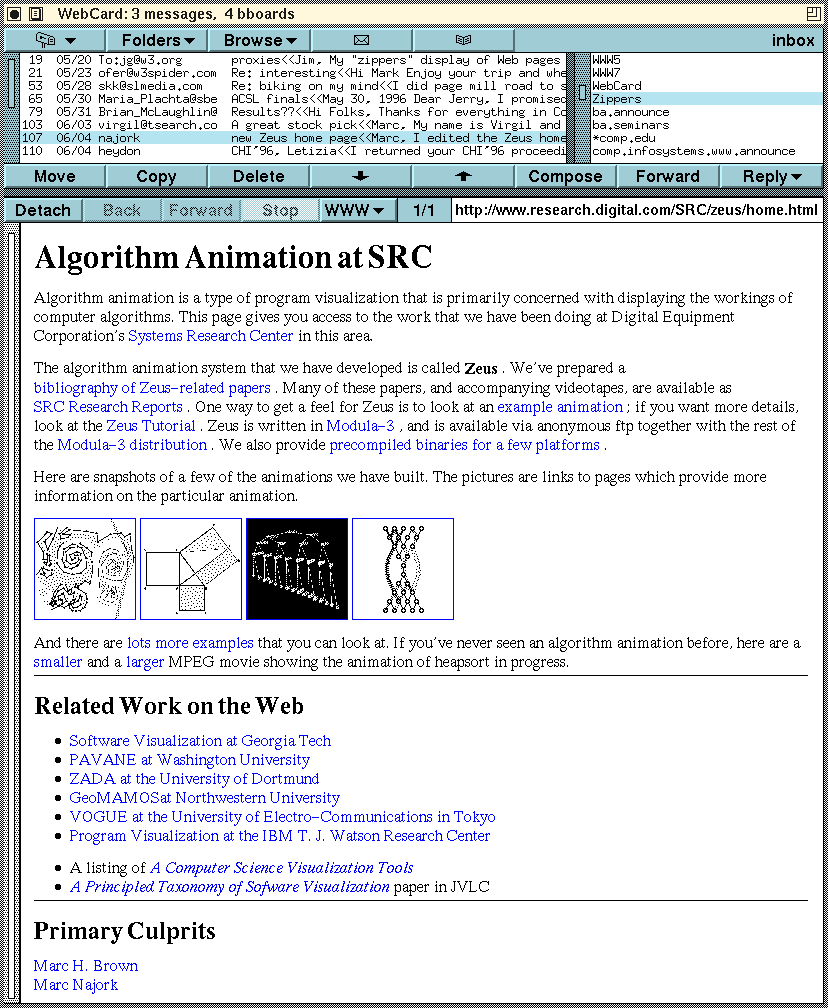 WebCard: 3 messages, 4 bboards
Folders Browse inbox
19 05/20 To:jg@w3.org proxies<<Jim, My "zippers" display of Web pages
21 05/23 ofer@w3spider.com Re: interesting<<Hi Mark Enjoy your trip and whe
53 05/28 skk@slmedia.com Re: biking on my mind<<I did page mill road to s
65 05/30 Maria_Plachta@sbe ACSL finals<<May 30, 1996 Dear Jerry, I promised
79 05/31 Brian_McLaughlin@ Results??<<Hi Folks, Thanks for everything in Co
103 06/03 virgil@tsearch.co A great stock pick<<Marc, My name is Virgil and
107 06/04 najork new Zeus home page<<Marc, I edited the Zeus home
110 06/04 heydon CHI'96, Letizia<<I returned your CHI'96 proceedi
WWW5
WWW7
WebCard
Zippers
ba.announce
ba.seminars
*comp.edu
comp.infosystems.www.announce
Move Copy Delete Compose Forward Reply
Detach Back Forward Stop WWW 1/1 http://www.research.digital.com/SRC/zeus/home.html
Algorithm Animation at SRC
Algorithm animation is a type of program visualization that is primarily concerned with displaying the workings of
computer algorithms. This page gives you access to the work that we have been doing at Digital Equipment
Corporation's Systems Research Center in this area.
The algorithm animation system that we have developed is called Zeus . We've prepared a
bibliography of Zeus-related papers . Many of these papers, and accompanying videotapes, are available as
SRC Research Reports . One way to get a feel for Zeus is to look at an example animation ; if you want more details,
look at the Zeus Tutorial . Zeus is written in Modula-3 , and is available via anonymous ftp together with the rest of
the Modula-3 distribution . We also provide precompiled binaries for a few platforms .
Here are snapshots of a few of the animations we have built. The pictures are links to pages which provide more
information on the particular animation.
And there are lots more examples that you can look at. If you've never seen an algorithm animation before, here are a
smaller and a larger MPEG movie showing the animation of heapsort in progress.
Related Work on the Web
Software Visualization at Georgia Tech
PAVANE at Washington University
ZADA at the University of Dortmund
GeoMAMOSat Northwestern University
VOGUE at the University of Electro-Communications in Tokyo
Program Visualization at the IBM T. J. Watson Research Center
A listing of A Computer Science Visualization Tools
A Principled Taxonomy of Sofware Visualization paper in JVLC
Primary Culprits
Marc H. Brown
Marc Najork